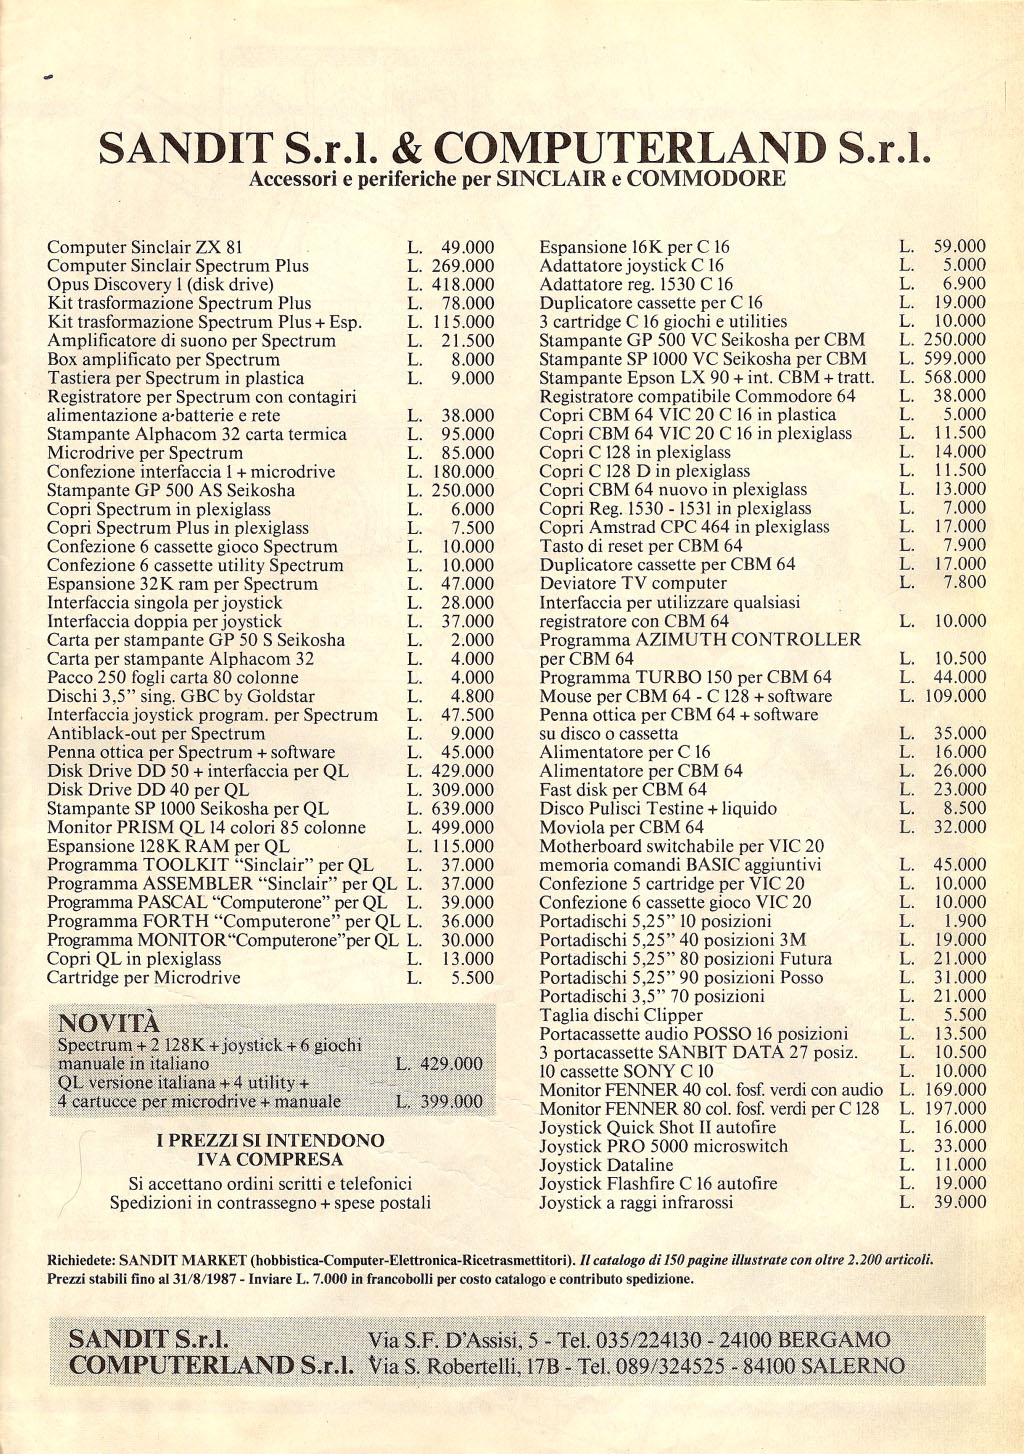 SANDIT S.r.l. & COMPUTERLAND S.r.l.
Accessori e periferiche per SINCLAIR e COMMODORE
Computer Sinclair ZX 81 L. 49.000
Computer Sinclair Spectrum Plus L. 269.000
Opus Discovery 1 (disk drive) L. 418.000
Kit trasformazione Spectrum Plus L. 78.000
Kit trasformazione Spectrum Plus + Esp. L. 115.000
Amplificatore di suono per Spectrum L. 21.500
Box amplificato per Spectrum L. 8.000
Tastiera per Spectrum in plastica L. 9.000
Registratore per Spectrum con contagiri
alimentazione a batterie e rete L. 38.000
Stampante Alphacom 32 carta termica L. 95.000
Microdrive per Spectrum L. 85.000
Confezione interfaccia 1 + microdrive L. 180.000
Stampante GP 500 AS Seikosha L. 250.000
Copri Spectrum in plexiglass L. 6.000
Copri Spectrum Plus in plexiglass L. 7.500
Confezione 6 cassette gioco Spectrum L. 10.000
Confezione 6 cassette utility Spectrum L. 10.000
Espansione 32K ram per Spectrum L. 47.000
Interfaccia singola per joystick L. 28.000
Interfaccia doppia per joystick L. 37.000
Carta per stampante GP 50 S Seikosha L. 2.000
Carta per stampante Alphacom 32 L. 4.000
Pacco 250 fogli carta 80 colonne L. 4.000
Dischi 3,5" sing. GBC by Goldstar L. 4.800
Interfaccia joystick program. per Spectrum L. 47.500
Antiblack-out per Spectrum L. 9.000
Penna ottica per Spectrum + software L. 45.000
Disk Drive DD 50 + interfaccia per QL L. 429.000
Disk Drive DD 40 per QL L. 309.000
Stampante SP 1000 Seikosha per QL L. 639.000
Monitor PRISM QL 14 colori 85 colonne L. 499.000
Espansione 128K RAM per QL L. 115.000
Programma TOOLKIT "Sinclair" per QL L. 37.000
Programma ASSEMBLER "Sinclair" per QL L. 37.000
Programma PASCAL "Computerone" per QL L. 39.000
Programma FORTH "Computerone" per QL L. 36.000
Programma MONITOR"Computerone"per QL L. 30.000
Copri QL in plexiglass L. 13.000
Cartridge per Microdrive L. 5.500
NOVITÀ
Spectrum + 2 128K + joystick + 6 giochi
manuale in italiano L. 429.000
QL versione italiana + 4 utility +
4 cartucce per microdrive + manuale L. 399.000
I PREZZI SI INTENDONO
IVA COMPRESA
Si accettano ordini scritti e telefonici
Spedizioni in contrassegno + spese postali
Espansione 16K per C 16 L. 59.000
Adattatore joystick C 16 L. 5.000
Adattatore reg. 1530 C 16 L. 6.900
Duplicatore cassette per C 16 L. 19.000
3 cartridge C 16 giochi e utilities L. 10.000
Stampante GP 500 VC Seikosha per CBM L. 250.000
Stampante SP 1000 VC Seikosha per CBM L. 599.000
Stampante Epson LX 90 + int. CBM + tratt. L. 568.000
Registratore compatibile Commodore 64 L. 38.000
Copri CBM 64 VIC 20 C 16 in plastica L. 5.000
Copri CBM 64 VIC 20 C 16 in plexiglass L. 11.500
Copri C 128 in plexiglass L. 14.000
Copri C 128 D in plexiglass L. 11.500
Copri CBM 64 nuovo in plexiglass L. 13.000
Copri Reg. 1530 - 1531 in plexiglass L. 7.000
Copri Amstrad CPC 464 in plexiglass L. 17.000
Tasto di reset per CBM 64 L. 7.900
Duplicatore cassette per CBM 64 L. 17.000
Deviatore TV computer L. 7.800
Interfaccia per utilizzare qualsiasi
registratore con CBM 64 L. 10.000
Programma AZIMUTH CONTROLLER
per CBM 64 L. 10.500
Programma TURBO 150 per CBM 64 L. 44.000
Mouse per CBM 64 - C 128 + software L. 109.000
Penna ottica per CBM 64 + software
su disco o cassetta L. 35.000
Alimentatore per C 16 L. 16.000
Alimentatore per CBM 64 L. 26.000
Fast disk per CBM 64 L. 23.000
Disco Pulisci Testine + liquido L. 8.500
Moviola per CBM 64 L. 32.000
Motherboard switchabile per VIC 20
memoria comandi BASIC aggiuntivi L. 45.000
Confezione 5 cartridge per VIC 20 L. 10.000
Confezione 6 cassette gioco VIC 20 L. 10.000
Portadischi 5,25" 10 posizioni L. 1.900
Portadischi 5,25" 40 posizioni 3M L. 19.000
Portadischi 5,25" 80 posizioni Futura L. 21.000
Portadischi 5,25" 90 posizioni Posso L. 31.000
Portadischi 3,5" 70 posizioni L. 21.000
Taglia dischi Clipper L. 5.500
Portacassette audio POSSO 16 posizioni L. 13.500
3 portacassette SANBIT DATA 27 posiz. L. 10.500
10 cassette SONY C 10 L. 10.000
Monitor FENNER 40 col. fosf. verdi con audio L. 169.000
Monitor FENNER 80 col. fosf. verdi per C 128 L. 197.000
Joystick Quick Shot II autofire L. 16.000
Joystick PRO 5000 microswitch L. 33.000
Joystick Dataline L. 11.000
Joystick Flashfire C 16 autofire L. 19.000
Joystick a raggi infrarossi L. 39.000
Richiedete: SANDIT MARKET (hobbistica-Computer-Elettronica-Ricetrasmettitori). Il catalogo di 150 pagine illustrate con oltre 2.200 articoli.
Prezzi stabili fino al 31/8/1987 - Inviare L. 7.000 in francobolli per costo catalogo e contributo spedizione.
SANDIT S.r.l. Via S.F. D'Assisi, 5 - Tel. 035/224130 - 24100 BERGAMO
COMPUTERLAND S.r.l. Via S. Robertelli, 17B - Tel. 089/324525 - 84100 SALERNO